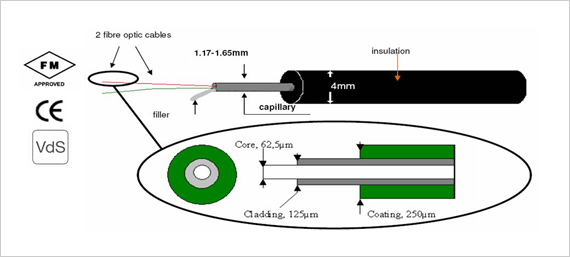 2 fibre optic cables
1.17-1.65mm
insulation
FM
APPROVED
4mm
capillary
filler
VdS
CE
Core, 62,5µm
Cladding, 125µm
Coating, 250µm